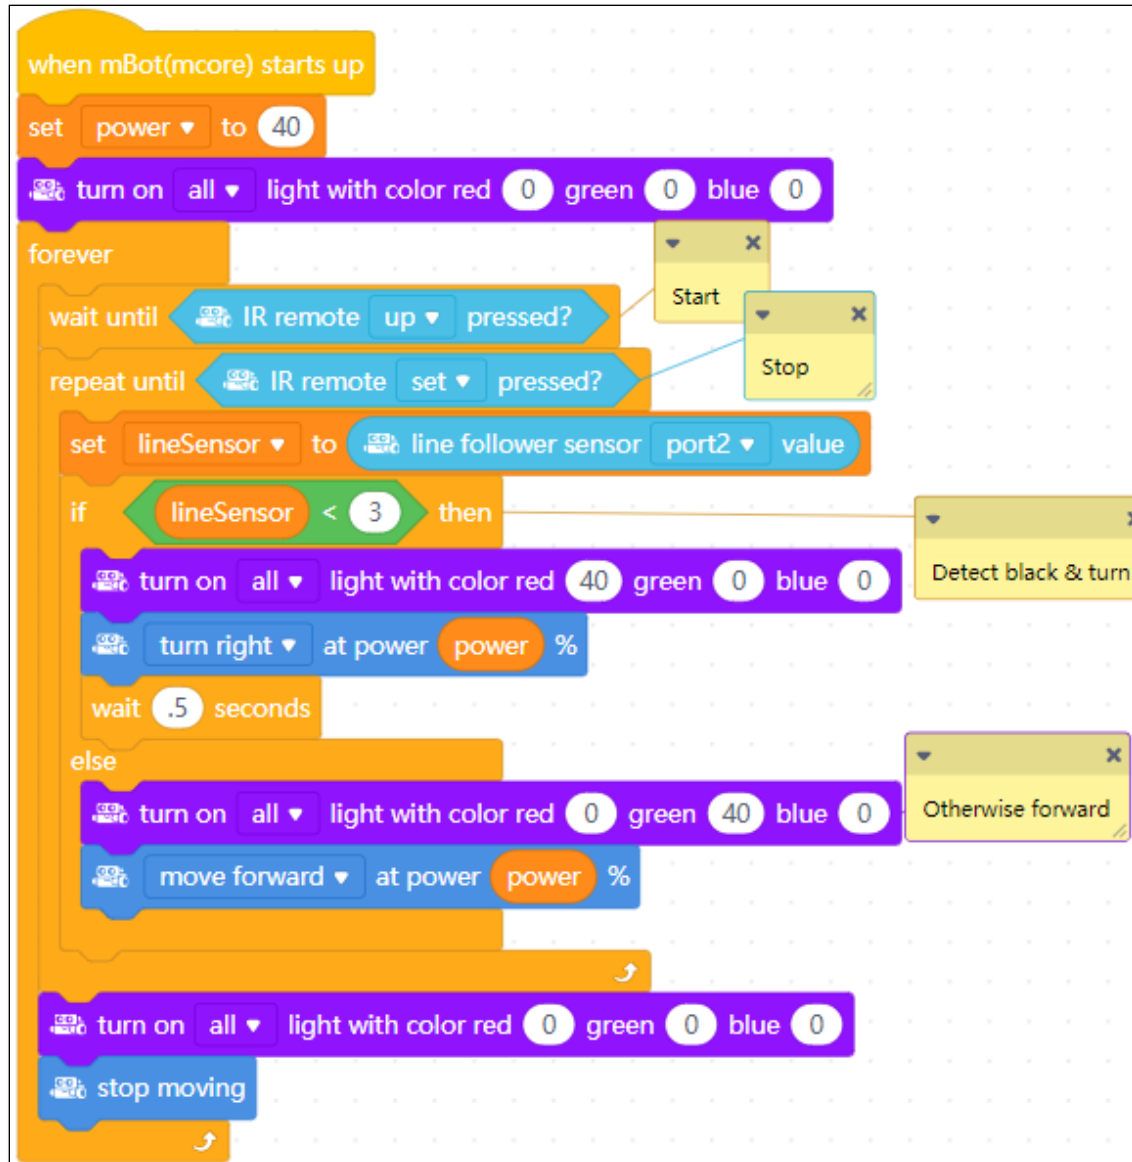 when mBot(mcore) starts up
set power to 40
turn on all light with color red 0 green 0 blue 0
forever
wait until IR remote up pressed?
Start
repeat until IR remote set pressed?
Stop
set lineSensor to line follower sensor port2 value
if lineSensor < 3 then
Detect black & turn
turn on all light with color red 40 green 0 blue 0
turn right at power power %
wait .5 seconds
else
Otherwise forward
turn on all light with color red 0 green 40 blue 0
move forward at power power %
turn on all light with color red 0 green 0 blue 0
stop moving